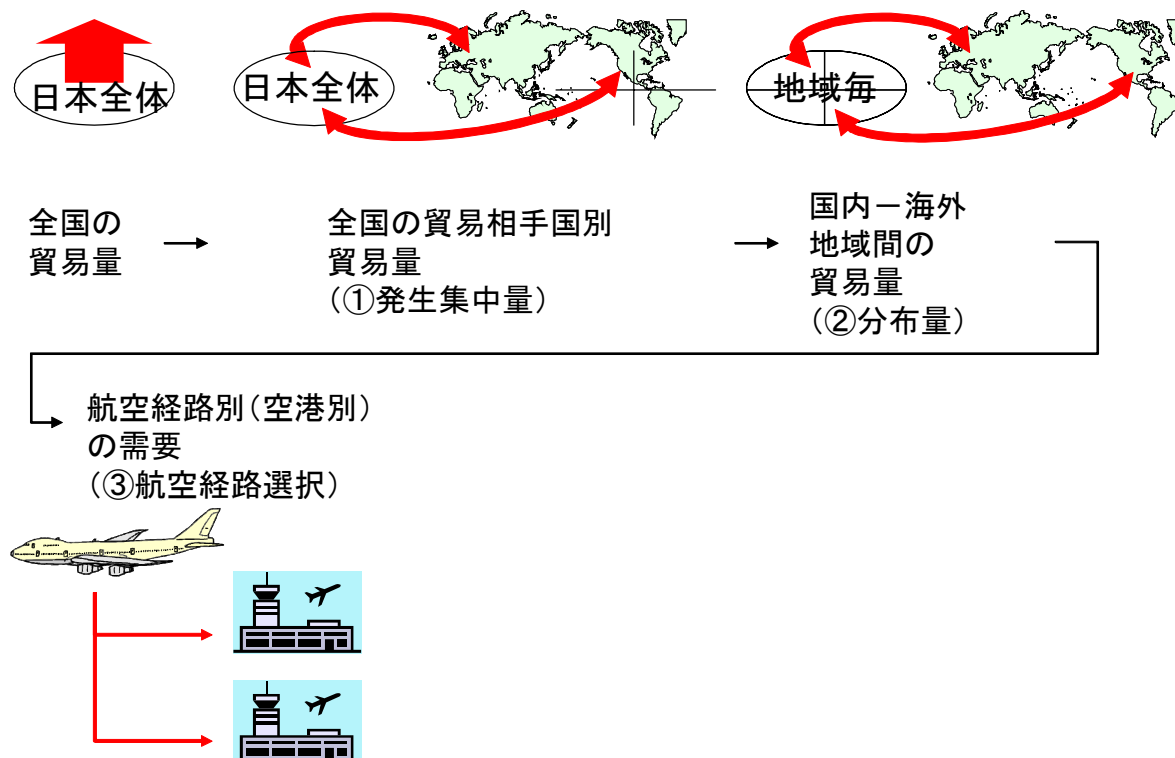 日本全体
日本全体
地域毎
全国の
貿易量
全国の貿易相手国別
貿易量
(①発生集中量)
国内－海外
地域間の
貿易量
(②分布量)
航空経路別(空港別)
の需要
(③航空経路選択)